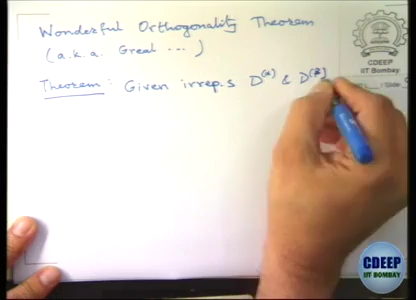 Wonderful Orthogonality Theorem
(a.k.a. Great ... )
Theorem : Given irrep.s D^(α) & D^(β)
CDEEP
IIT Bombay
CDEEP
IIT BOMBAY